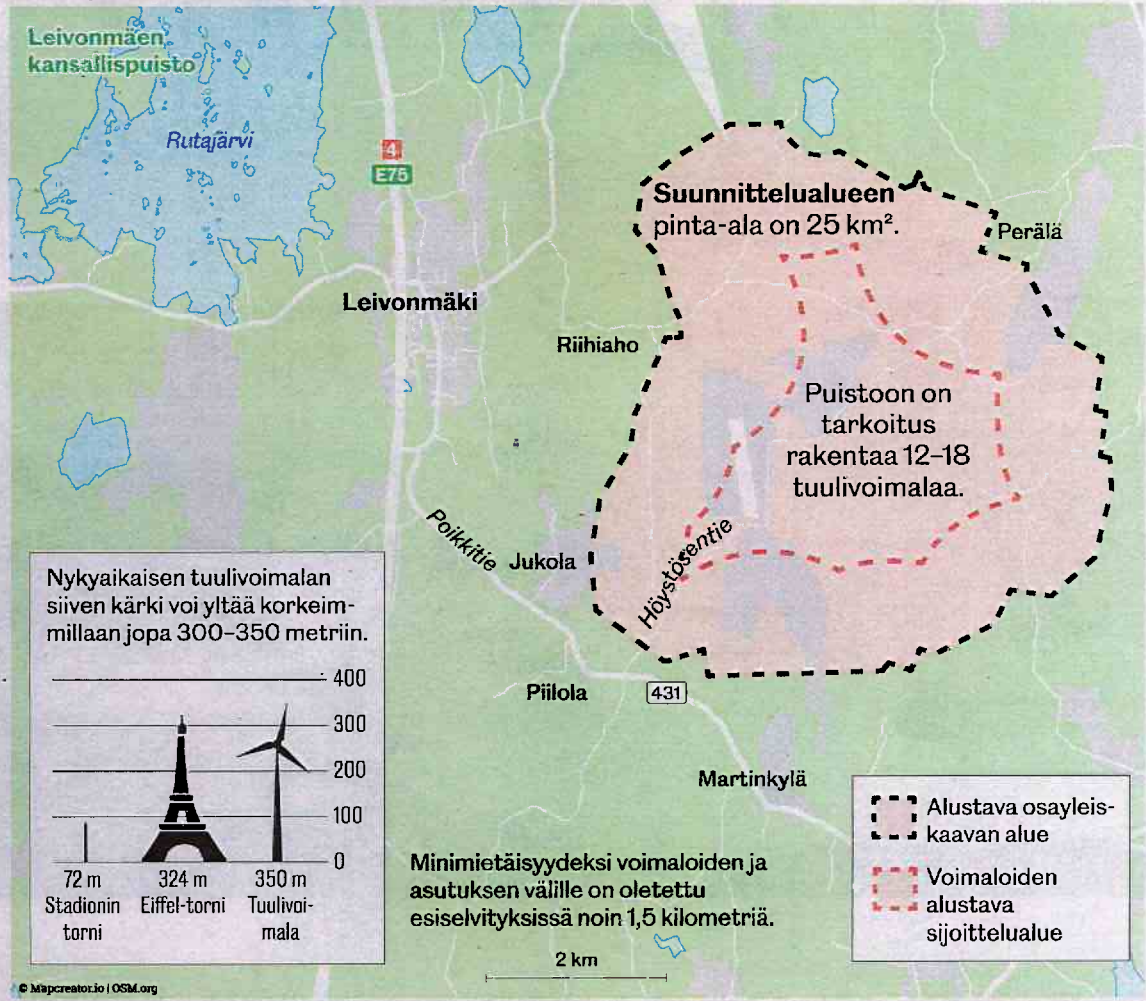 Leivonmäen
kansallispuisto
Rutajärvi
4
E75
Suunnittelualueen
pinta-ala on 25 km².
Perälä
Leivonmäki
Riihiaho
Puistoon on
tarkoitus
rakentaa 12–18
tuulivoimalaa.
Poikkitie
Jukola
Höystösentie
Nykyaikaisen tuulivoimalan
siiven kärki voi yltää korkeim-
millaan jopa 300–350 metriin.
400
300
200
100
0
72 m
Stadionin
torni
324 m
Eiffel-torni
350 m
Tuulivoi-
mala
Piilola
431
Martinkylä
Minimietäisyydeksi voimaloiden ja
asutuksen välille on oletettu
esiselvityksissä noin 1,5 kilometriä.
2 km
Alustava osayleis-
kaavan alue
Voimaloiden
alustava
sijoittelualue
© Mapcreator.io | OSM.org